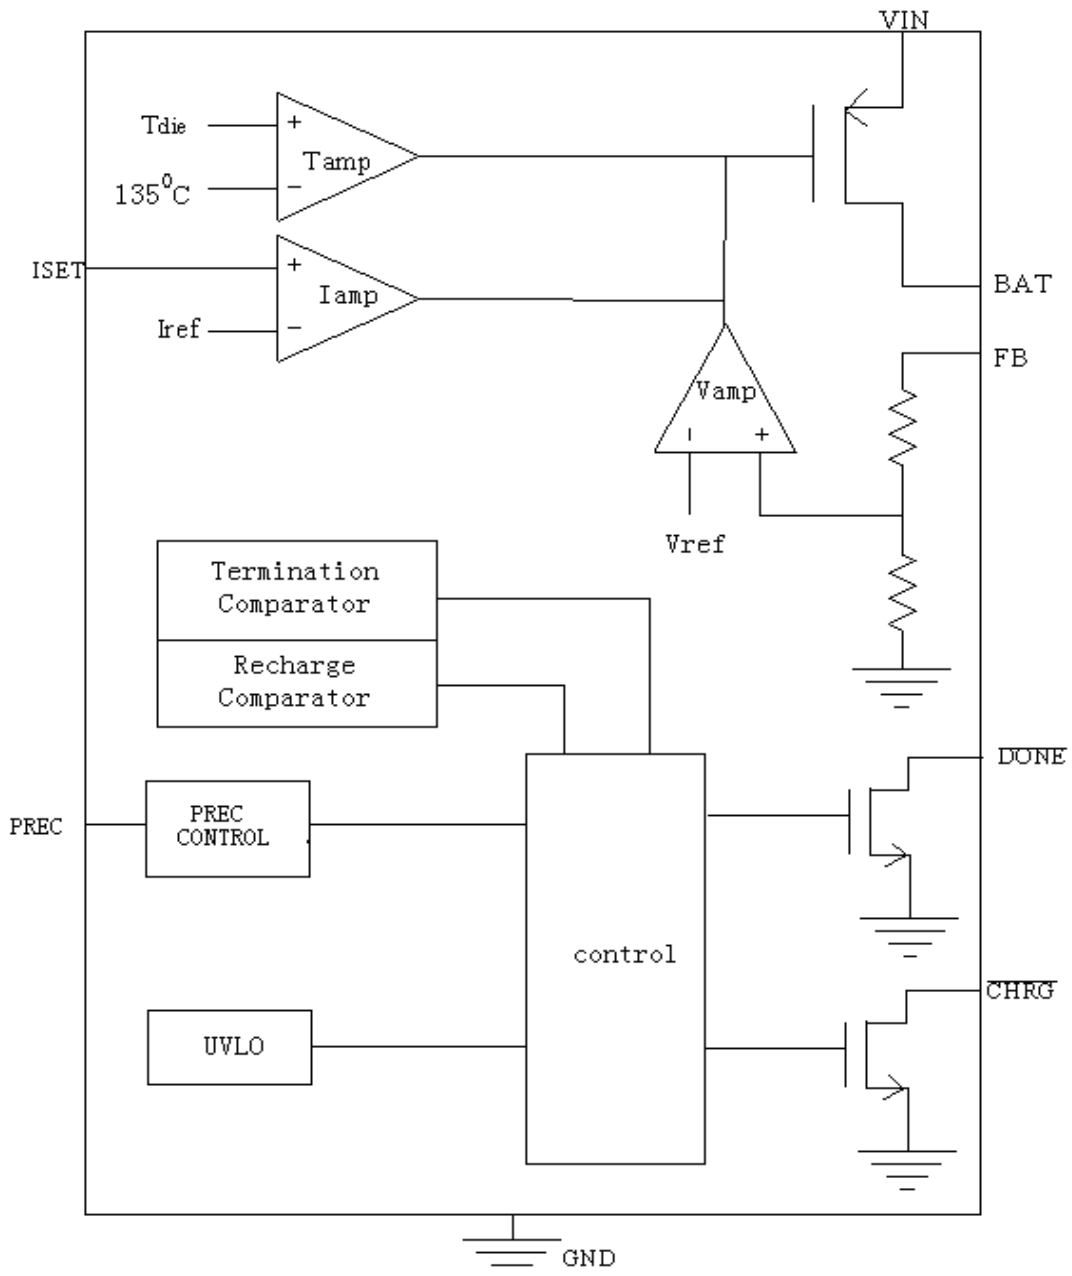 VIN
Tdie
+
Tamp
135⁰C
−
ISET
+
Iamp
Iref
−
BAT
FB
Vamp
− +
Vref
Termination
Comparator
Recharge
Comparator
DONE
PREC
PREC
CONTROL
control
CHRG
UVLO
GND